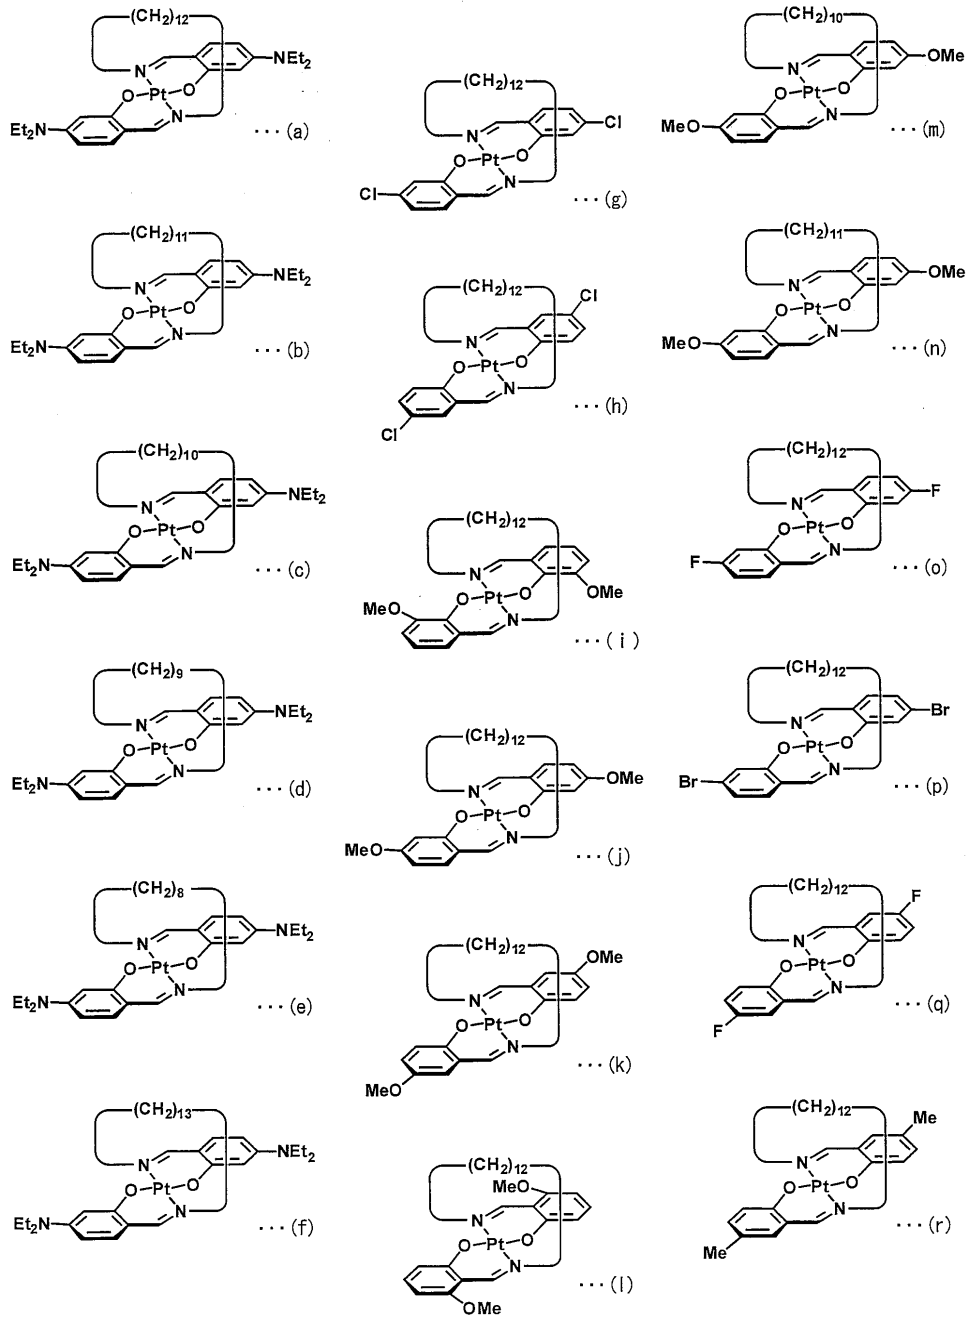 (CH₂)₁₂
N
NEt₂
O
Pt
O
Et₂N
N
···(a)
(CH₂)₁₁
N
NEt₂
O
Pt
O
Et₂N
N
···(b)
(CH₂)₁₀
N
NEt₂
O
Pt
O
Et₂N
N
···(c)
(CH₂)₉
N
NEt₂
O
Pt
O
Et₂N
N
···(d)
(CH₂)₈
N
NEt₂
O
Pt
O
Et₂N
N
···(e)
(CH₂)₁₃
N
NEt₂
O
Pt
O
Et₂N
N
···(f)
(CH₂)₁₂
N
Cl
O
Pt
O
Cl
N
···(g)
(CH₂)₁₂
Cl
N
O
Pt
O
N
Cl
···(h)
(CH₂)₁₂
N
O
Pt
O
OMe
MeO
N
···(i)
(CH₂)₁₂
N
OMe
O
Pt
O
MeO
N
···(j)
(CH₂)₁₂
OMe
N
O
Pt
O
N
MeO
···(k)
(CH₂)₁₂
MeO
N
O
Pt
O
N
OMe
···(l)
(CH₂)₁₀
N
OMe
O
Pt
O
MeO
N
···(m)
(CH₂)₁₁
N
OMe
O
Pt
O
MeO
N
···(n)
(CH₂)₁₂
N
F
O
Pt
O
F
N
···(o)
(CH₂)₁₂
N
Br
O
Pt
O
Br
N
···(p)
(CH₂)₁₂
F
N
O
Pt
O
N
F
···(q)
(CH₂)₁₂
Me
N
O
Pt
O
N
Me
···(r)